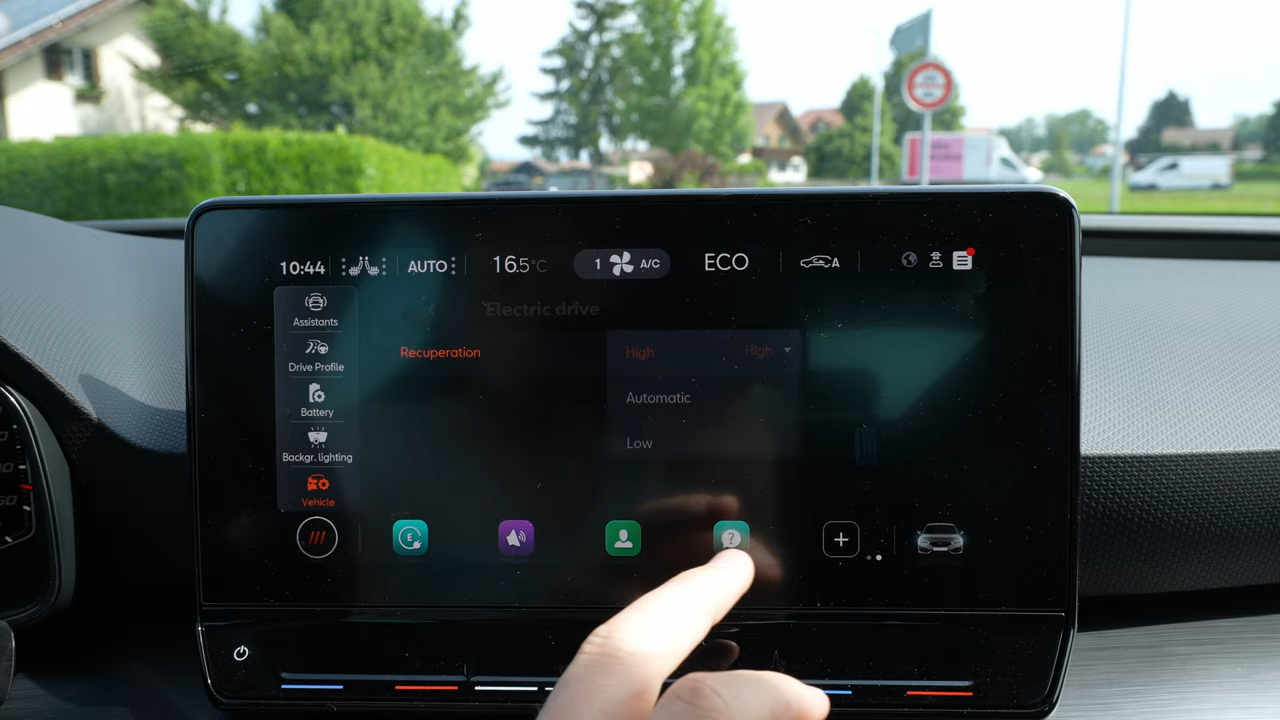 10:44
AUTO
16.5°C
1 A/C
ECO
A
Assistants
Drive Profile
Battery
Backgr. lighting
Vehicle
Electric drive
Recuperation
High High
Automatic
Low
E
?
+